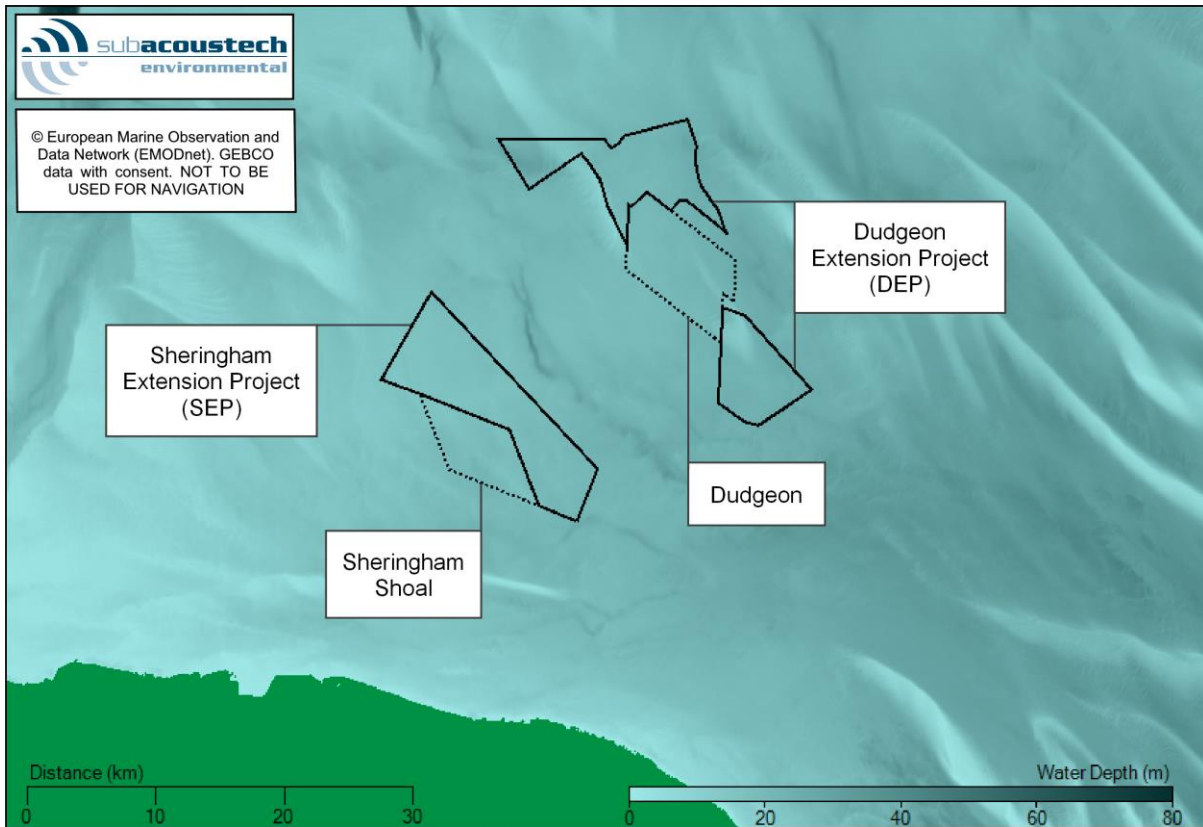 subacoustech
environmental
© European Marine Observation and
Data Network (EMODnet). GEBCO
data with consent. NOT TO BE
USED FOR NAVIGATION
Dudgeon
Extension Project
(DEP)
Sheringham
Extension Project
(SEP)
Dudgeon
Sheringham
Shoal
Distance (km)
0 10 20 30
Water Depth (m)
0 20 40 60 80